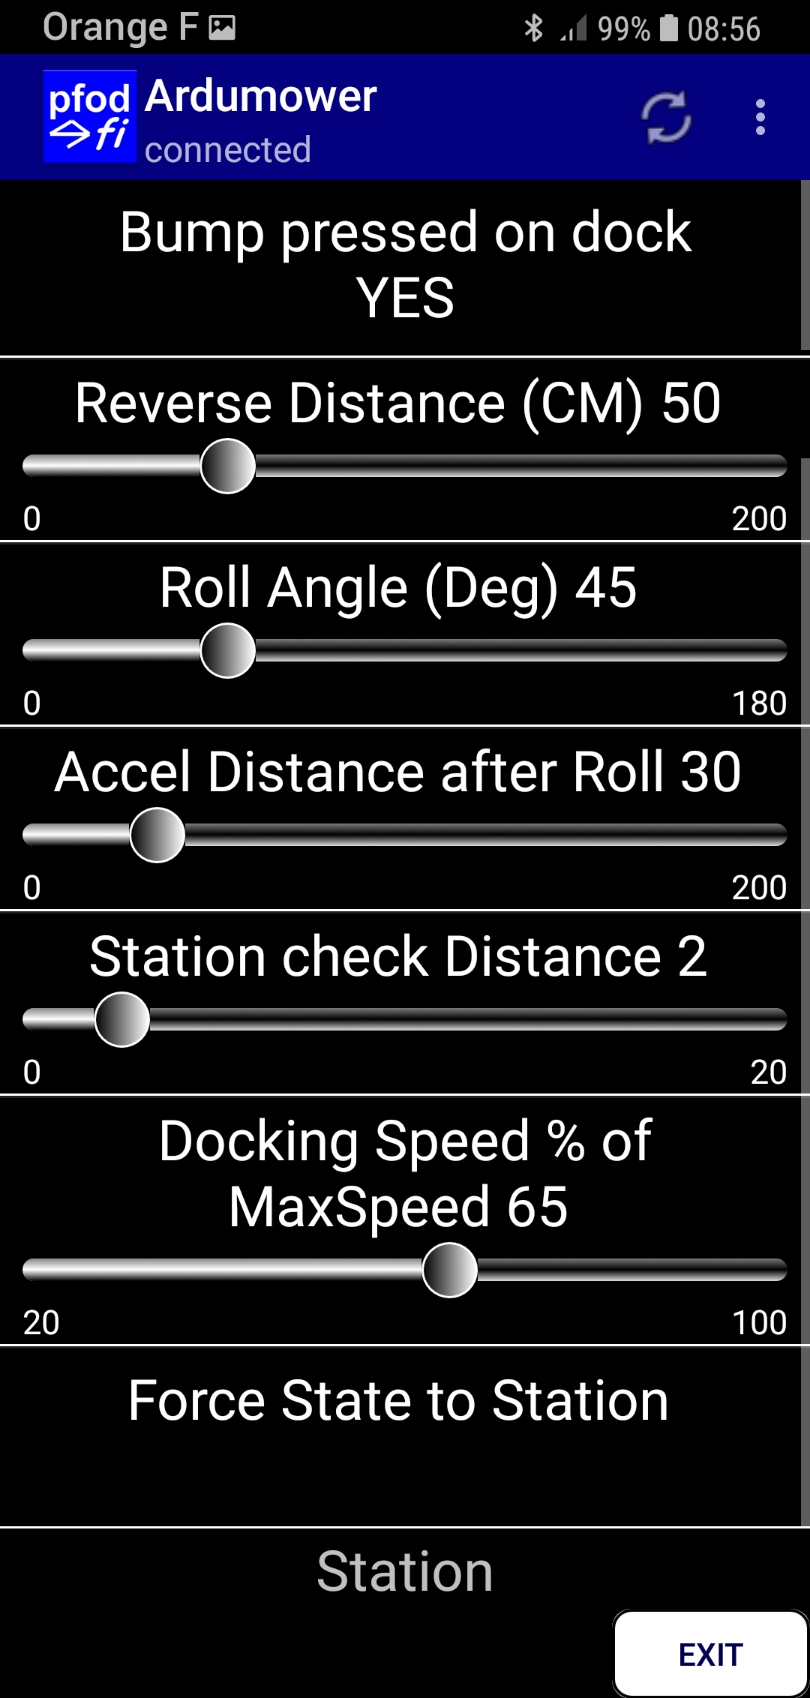 Orange F 99% 08:56
pfod Ardumower
fi connected
Bump pressed on dock
YES
Reverse Distance (CM) 50
0 200
Roll Angle (Deg) 45
0 180
Accel Distance after Roll 30
0 200
Station check Distance 2
0 20
Docking Speed % of
MaxSpeed 65
20 100
Force State to Station
Station
EXIT